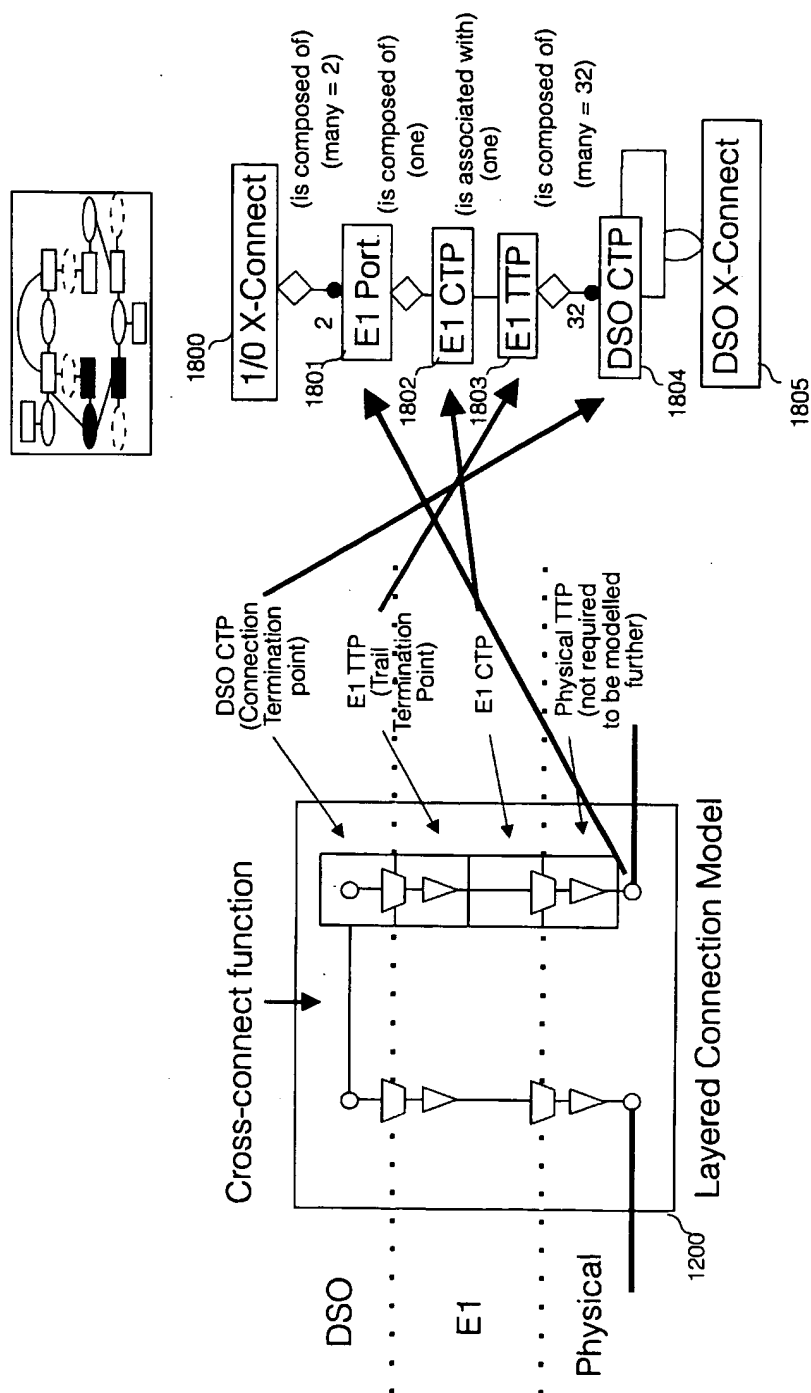 Cross-connect function
DSO
E1
Physical
1200
Layered Connection Model
DSO CTP
(Connection
Termination
point)
E1 TTP
(Trail
Termination
Point)
E1 CTP
Physical TTP
(not required
to be modelled
further)
1800
1/0 X-Connect
(is composed of)
(many = 2)
2
1801
E1 Port
(is composed of)
(one)
1802
E1 CTP
(is associated with)
(one)
1803
E1 TTP
(is composed of)
(many = 32)
32
DSO CTP
1804
DSO X-Connect
1805